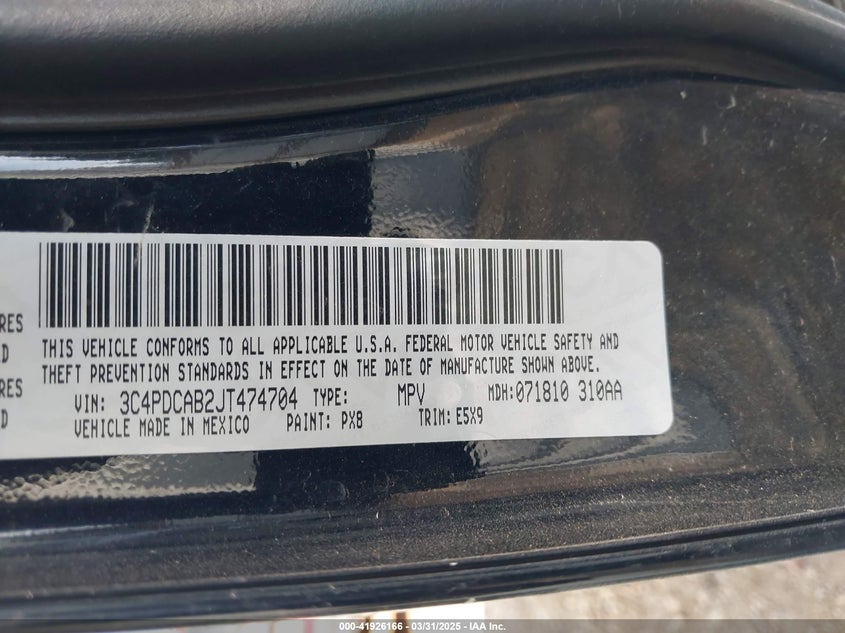 RES
D
THIS VEHICLE CONFORMS TO ALL APPLICABLE U.S.A. FEDERAL MOTOR VEHICLE SAFETY AND
THEFT PREVENTION STANDARDS IN EFFECT ON THE DATE OF MANUFACTURE SHOWN ABOVE.
RES
D
VIN: 3C4PDCAB2JT474704 TYPE: MPV MDH:071810 310AA
VEHICLE MADE IN MEXICO PAINT: PX8 TRIM: E5X9
000-41926166 - 03/31/2025 - IAA Inc.